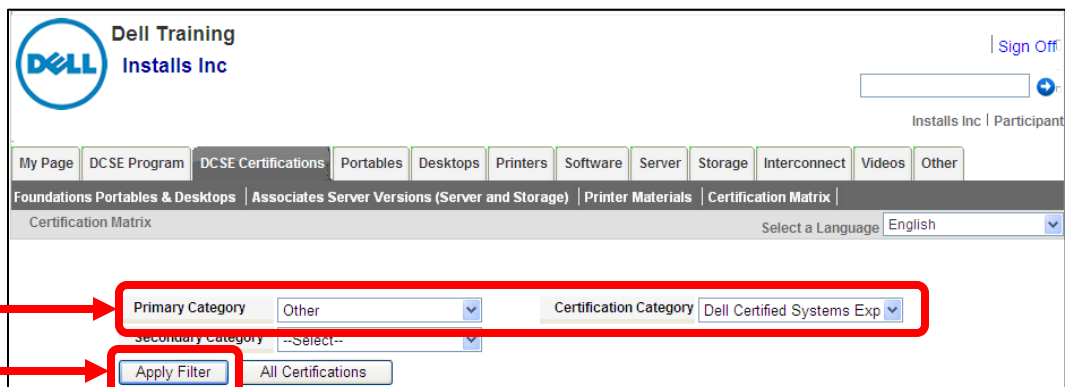 DELL
Dell Training
Installs Inc
Sign Off
Installs Inc | Participant
My Page DCSE Program DCSE Certifications Portables Desktops Printers Software Server Storage Interconnect Videos Other
Foundations Portables & Desktops | Associates Server Versions (Server and Storage) | Printer Materials | Certification Matrix |
Certification Matrix Select a Language English
Primary Category Other Certification Category Dell Certified Systems Exp
Secondary Category --Select--
Apply Filter All Certifications